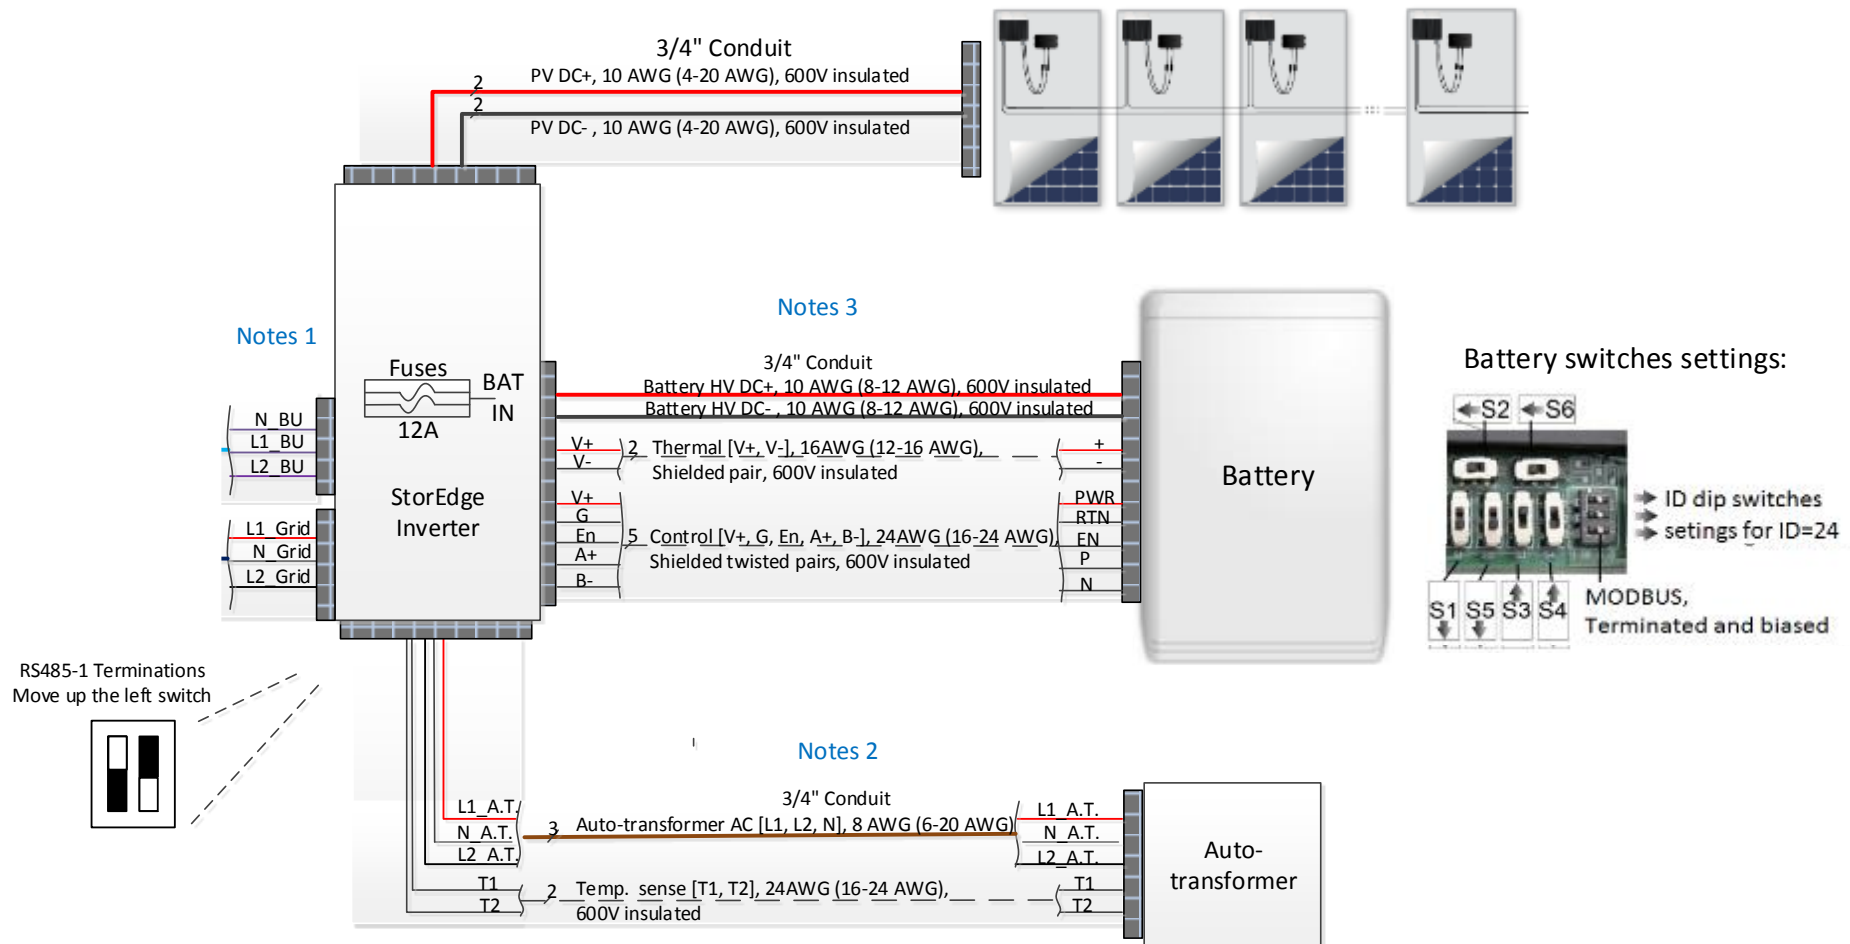 3/4" Conduit
2
PV DC+, 10 AWG (4-20 AWG), 600V insulated
2
PV DC- , 10 AWG (4-20 AWG), 600V insulated
Notes 1
Notes 3
Fuses
12A
BAT
IN
StorEdge
Inverter
N_BU
L1_BU
L2_BU
L1_Grid
N_Grid
L2_Grid
3/4" Conduit
Battery HV DC+, 10 AWG (8-12 AWG), 600V insulated
Battery HV DC- , 10 AWG (8-12 AWG), 600V insulated
V+
V-
2
Thermal [V+, V-], 16AWG (12-16 AWG),
Shielded pair, 600V insulated
+
-
V+
G
En
A+
B-
5
Control [V+, G, En, A+, B-], 24AWG (16-24 AWG),
Shielded twisted pairs, 600V insulated
PWR
RTN
EN
P
N
Battery
Battery switches settings:
S2
S6
ID dip switches
setings for ID=24
S1
S5
S3
S4
MODBUS,
Terminated and biased
RS485-1 Terminations
Move up the left switch
Notes 2
3/4" Conduit
L1_A.T.
N_A.T.
L2_A.T.
3
Auto-transformer AC [L1, L2, N], 8 AWG (6-20 AWG)
L1_A.T.
N_A.T.
L2_A.T.
T1
T2
2
Temp. sense [T1, T2], 24AWG (16-24 AWG),
600V insulated
T1
T2
Auto-
transformer